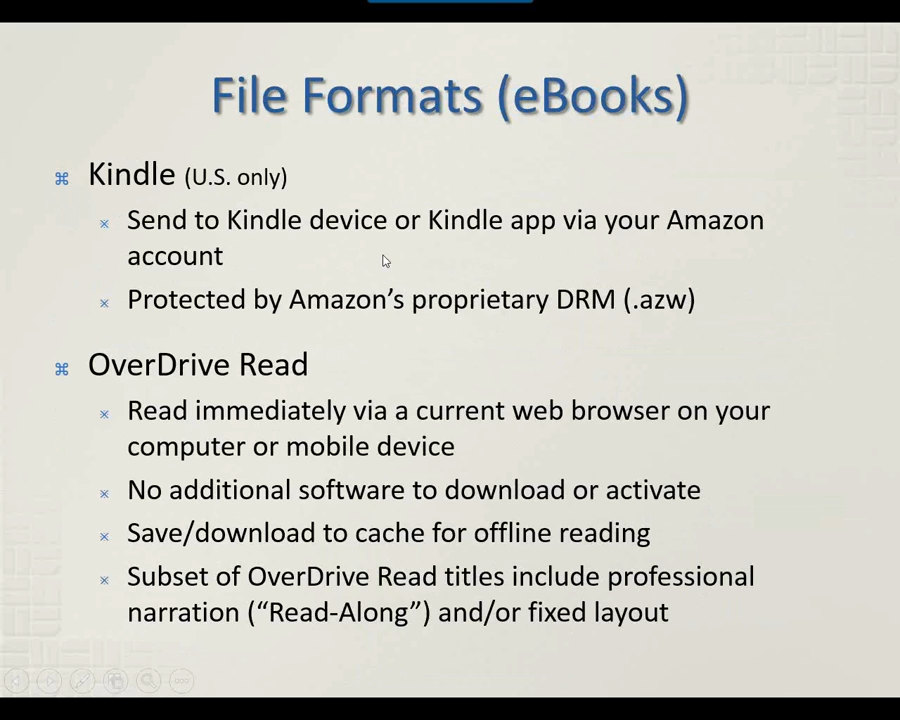 File Formats (eBooks)
Kindle (U.S. only)
Send to Kindle device or Kindle app via your Amazon
account
Protected by Amazon’s proprietary DRM (.azw)
OverDrive Read
Read immediately via a current web browser on your
computer or mobile device
No additional software to download or activate
Save/download to cache for offline reading
Subset of OverDrive Read titles include professional
narration (“Read-Along”) and/or fixed layout